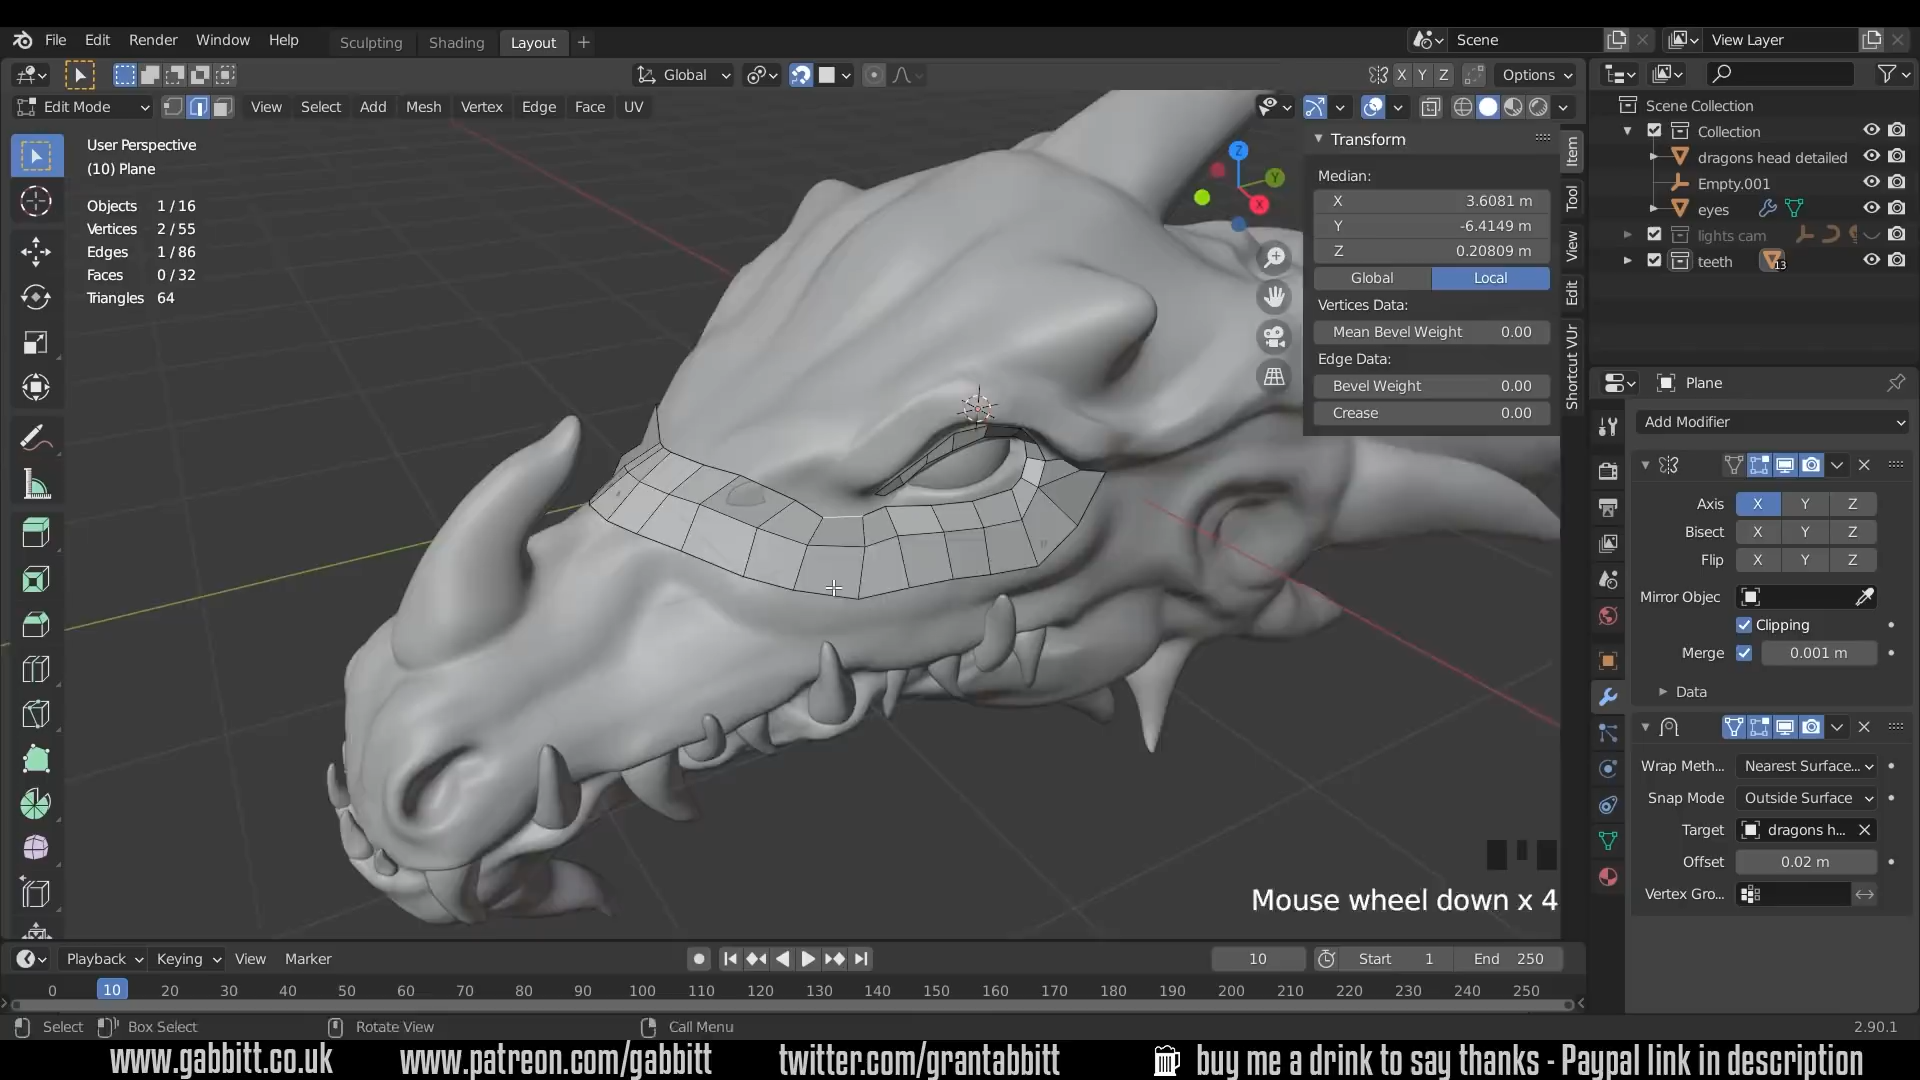 File Edit Render Window Help Sculpting Shading Layout Scene View Layer
Global X Y Z Options
Edit Mode View Select Add Mesh Vertex Edge Face UV
User Perspective
(10) Plane
Objects 1 / 16
Vertices 2 / 55
Edges 1 / 86
Faces 0 / 32
Triangles 64
Z
Y
X
Transform
Median:
X 3.6081 m
Y -6.4149 m
Z 0.20809 m
Global Local
Vertices Data:
Mean Bevel Weight 0.00
Edge Data:
Bevel Weight 0.00
Crease 0.00
Item
Tool
View
Edit
Shortcut VUr
Scene Collection
Collection
dragons head detailed
Empty.001
eyes
lights cam
teeth 13
Plane
Add Modifier
Axis X Y Z
Bisect X Y Z
Flip X Y Z
Mirror Objec
Clipping
Merge 0.001 m
Data
Wrap Meth... Nearest Surface...
Snap Mode Outside Surface
Target dragons h...
Offset 0.02 m
Vertex Gro...
Mouse wheel down x 4
Playback Keying View Marker 10 Start 1 End 250
0 10 20 30 40 50 60 70 80 90 100 110 120 130 140 150 160 170 180 190 200 210 220 230 240 250
Select Box Select Rotate View Call Menu 2.90.1
www.gabbitt.co.uk www.patreon.com/gabbitt twitter.com/grantabbitt buy me a drink to say thanks - Paypal link in description